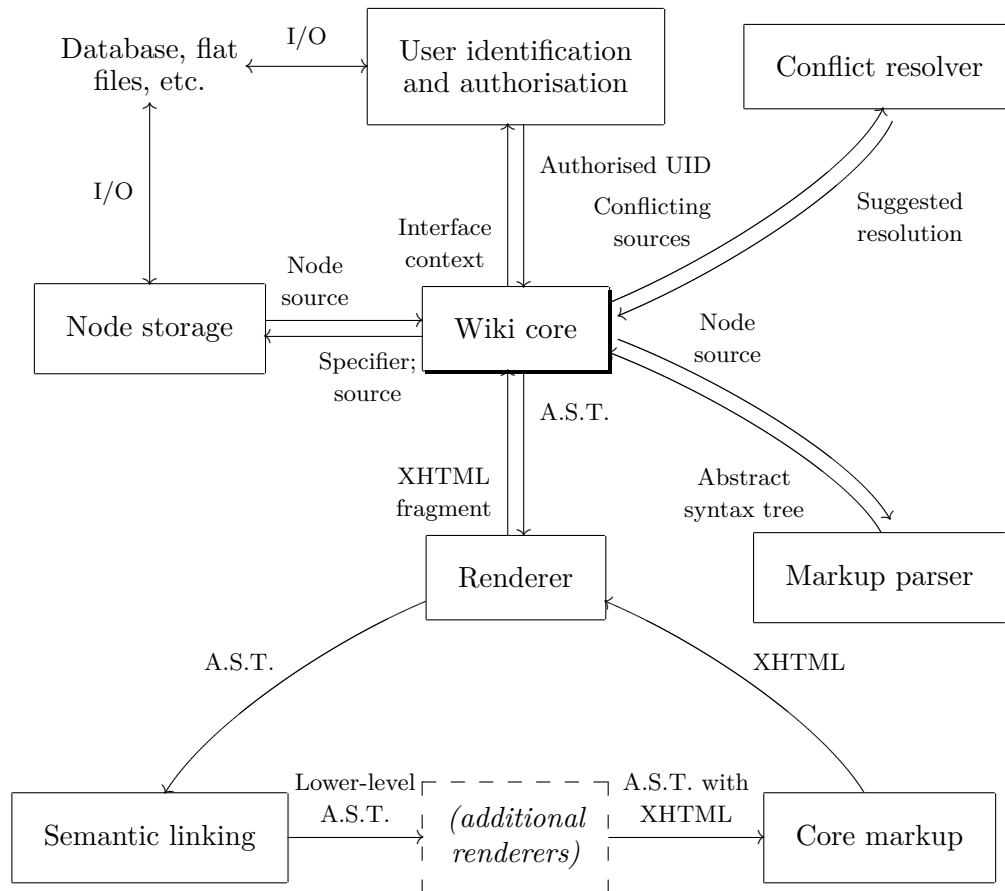 Database, flat
files, etc.
I/O
User identification
and authorisation
Conflict resolver
I/O
Authorised UID
Conflicting
sources
Suggested
resolution
Interface
context
Node
source
Node storage
Wiki core
Node
source
Specifier;
source
A.S.T.
XHTML
fragment
Abstract
syntax tree
Renderer
Markup parser
A.S.T.
XHTML
Lower-level
A.S.T.
A.S.T. with
XHTML
Semantic linking
(additional
renderers)
Core markup